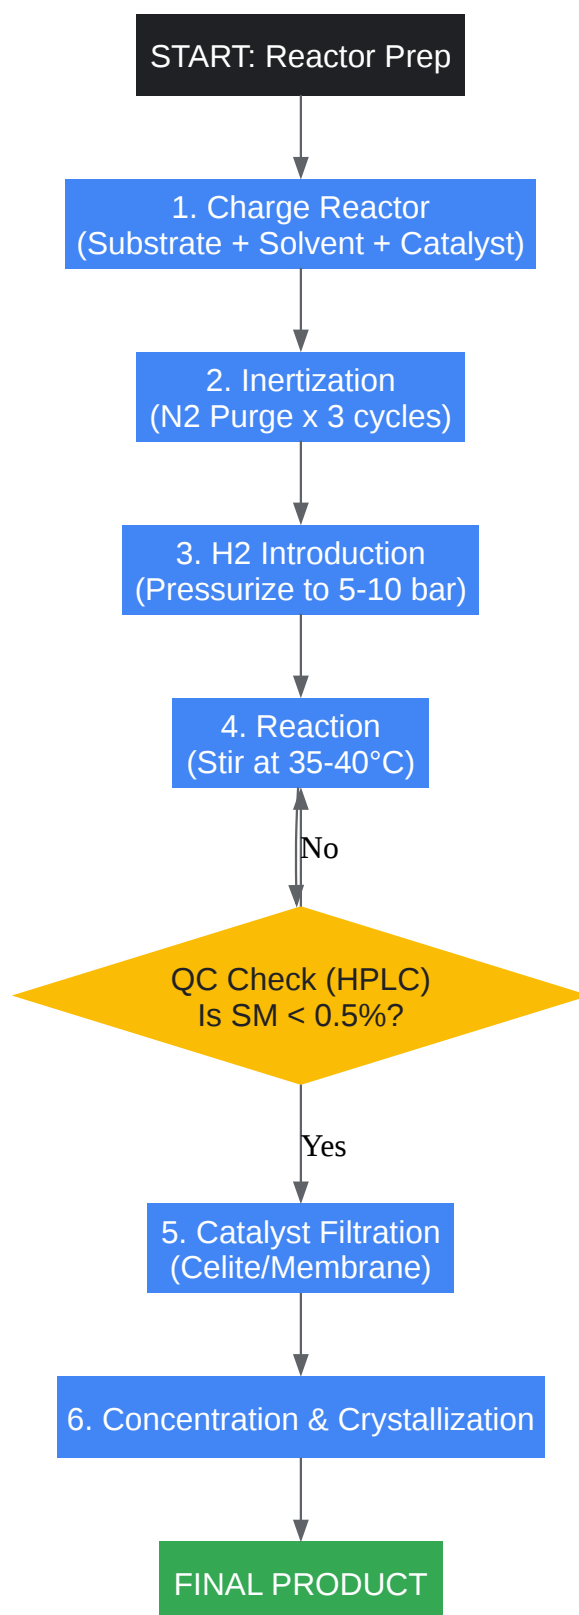 START: Reactor Prep
1. Charge Reactor
(Substrate + Solvent + Catalyst)
2. Inertization
(N2 Purge x 3 cycles)
3. H2 Introduction
(Pressurize to 5-10 bar)
4. Reaction
(Stir at 35-40°C)
No
QC Check (HPLC)
Is SM < 0.5%?
Yes
5. Catalyst Filtration
(Celite/Membrane)
6. Concentration & Crystallization
FINAL PRODUCT